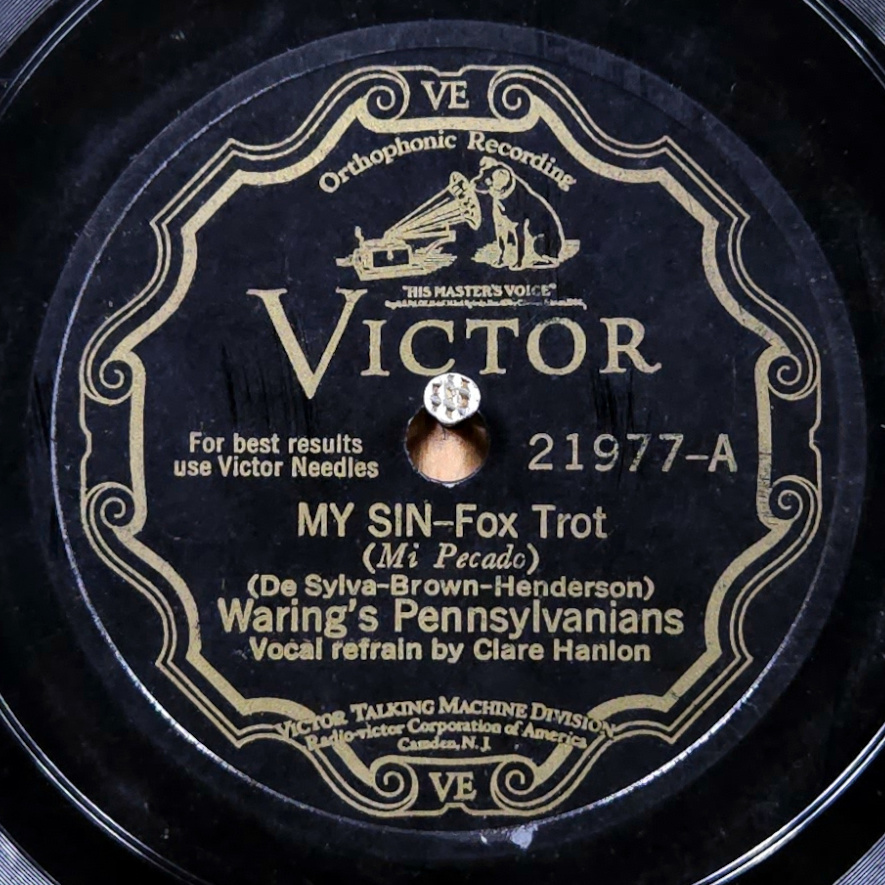 VE
Orthophonic Recording
"HIS MASTER'S VOICE"
VICTOR
For best results
use Victor Needles
21977-A
MY SIN-Fox Trot
(Mi Pecado)
(De Sylva-Brown-Henderson)
Waring's Pennsylvanians
Vocal refrain by Clare Hanlon
VICTOR TALKING MACHINE DIVISION
Radio-Victor Corporation of America
Camden, N. J.
VE